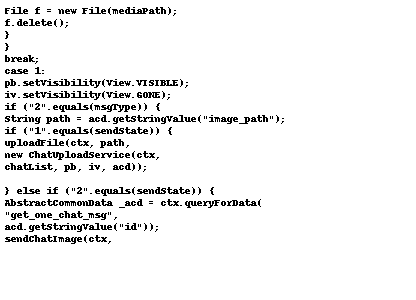 File f = new File(mediaPath);
f.delete();
}
}
break;
case 1:
pb.setVisibility(View.VISIBLE);
iv.setVisibility(View.GONE);
if ("2".equals(msgType)) {
String path = acd.getStringValue("image_path");
if ("1".equals(sendState)) {
uploadFile(ctx, path,
new ChatUploadService(ctx,
chatList, pb, iv, acd));

} else if ("2".equals(sendState)) {
AbstractCommonData _acd = ctx.queryForData(
"get_one_chat_msg",
acd.getStringValue("id"));
sendChatImage(ctx,